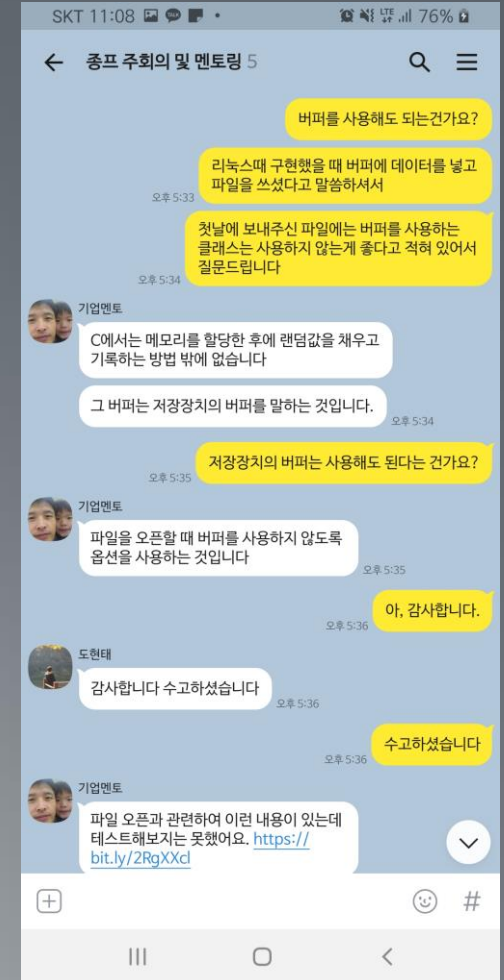 SKT 11:08
76%
종프 주회의 및 멘토링 5
버퍼를 사용해도 되는건가요?
리눅스때 구현했을 때 버퍼에 데이터를 넣고
파일을 쓰셨다고 말씀하셔서
오후 5:33
첫날에 보내주신 파일에는 버퍼를 사용하는
클래스는 사용하지 않는게 좋다고 적혀 있어서
질문드립니다
오후 5:34
기업멘토
C에서는 메모리를 할당한 후에 랜덤값을 채우고
기록하는 방법 밖에 없습니다
그 버퍼는 저장장치의 버퍼를 말하는 것입니다.
오후 5:34
저장장치의 버퍼는 사용해도 된다는 건가요?
오후 5:35
기업멘토
파일을 오픈할 때 버퍼를 사용하지 않도록
옵션을 사용하는 것입니다
오후 5:35
아, 감사합니다.
오후 5:36
도현태
감사합니다 수고하셨습니다
오후 5:36
수고하셨습니다
오후 5:36
기업멘토
파일 오픈과 관련하여 이런 내용이 있는데
테스트해보지는 못했어요. https://
bit.ly/2RgXXcl
#